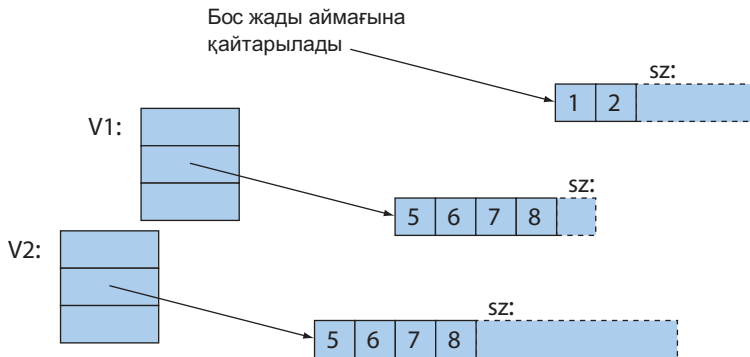 Бос жады аймағына
қайтарылады
sz:
1 2
V1:
sz:
5 6 7 8
V2:
sz:
5 6 7 8